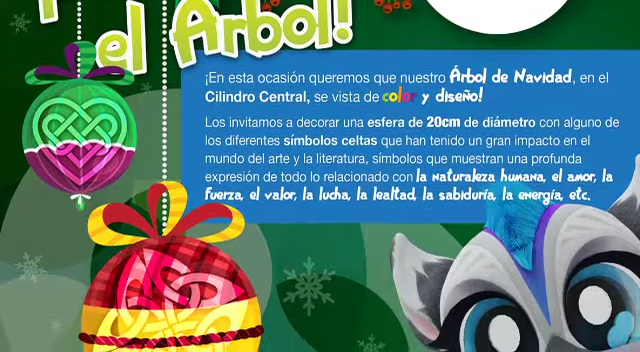 el Árbol!
¡En esta ocasión queremos que nuestro Árbol de Navidad, en el
Cilindro Central, se vista de color y diseño!
Los invitamos a decorar una esfera de 20cm de diámetro con alguno de
los diferentes símbolos celtas que han tenido un gran impacto en el
mundo del arte y la literatura, símbolos que muestran una profunda
expresión de todo lo relacionado con la naturaleza humana, el amor, la
fuerza, el valor, la lucha, la lealtad, la sabiduría, la energía, etc.